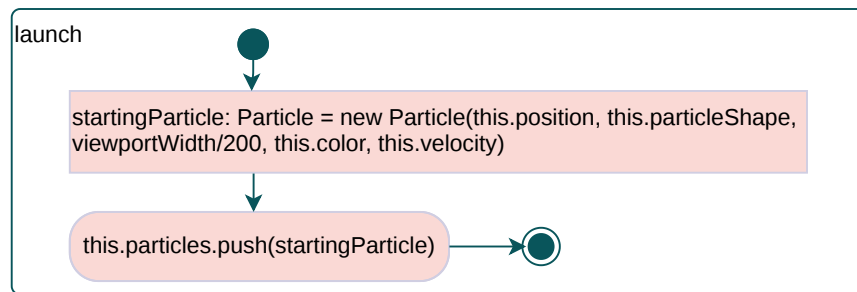 launch
startingParticle: Particle = new Particle(this.position, this.particleShape,
viewportWidth/200, this.color, this.velocity)
this.particles.push(startingParticle)